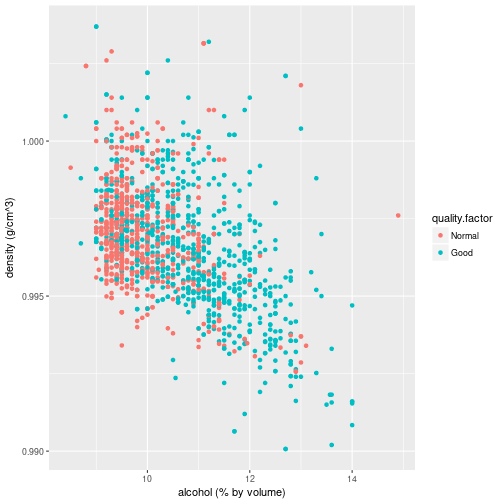 density (g/cm^3)
1.000
0.995
0.990
10
12
14
alcohol (% by volume)
quality.factor
Normal
Good